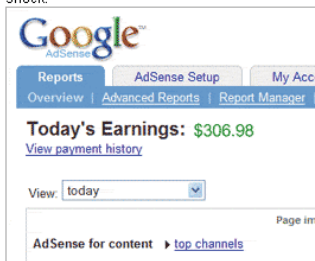 shock.
Google
AdSense
Reports AdSense Setup My Acc
Overview | Advanced Reports | Report Manager
Today's Earnings: $306.98
View payment history
View: today
Page im
AdSense for content top channels